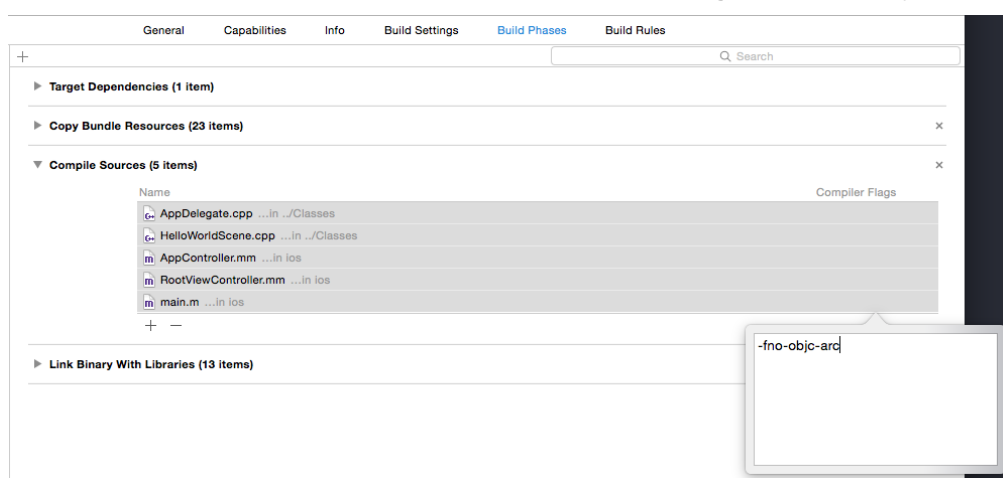 General Capabilities Info Build Settings Build Phases Build Rules
+ Search
Target Dependencies (1 item)
Copy Bundle Resources (23 items) ×
Compile Sources (5 items) ×
Name Compiler Flags
AppDelegate.cpp ...in ../Classes
HelloWorldScene.cpp ...in ../Classes
AppController.mm ...in ios
RootViewController.mm ...in ios
main.m ...in ios
+ −
-fno-objc-arc
Link Binary With Libraries (13 items)